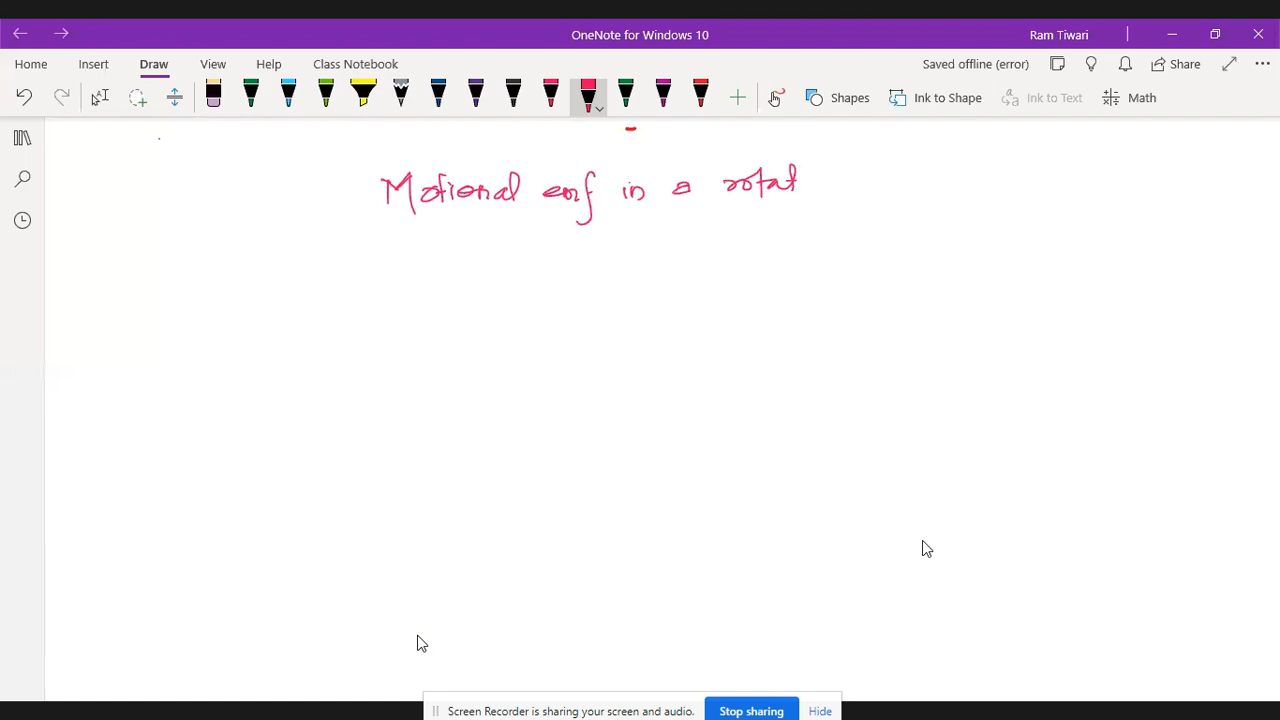 OneNote for Windows 10
Ram Tiwari
Home Insert Draw View Help Class Notebook
Saved offline (error)
Share
Shapes
Ink to Shape
Ink to Text
Math
Motional emf in a rotat
Screen Recorder is sharing your screen and audio.
Stop sharing
Hide